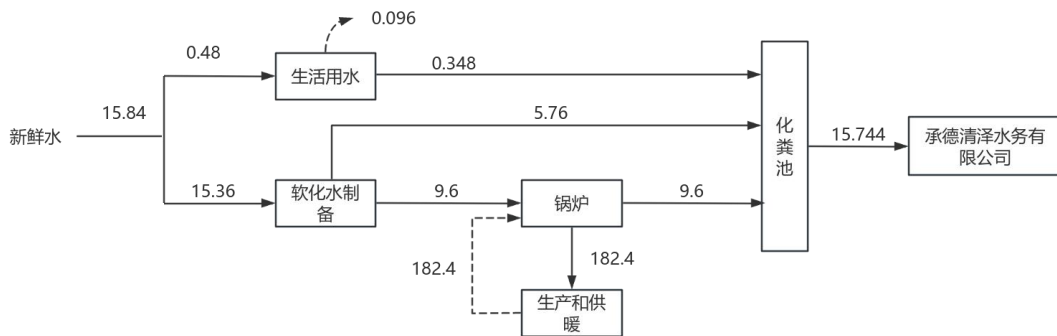 0.096
0.48
生活用水
0.348
新鲜水
15.84
5.76
化
粪
池
15.744
承德清泽水务有
限公司
15.36
软化水制
备
9.6
锅炉
9.6
182.4
182.4
生产和供
暖